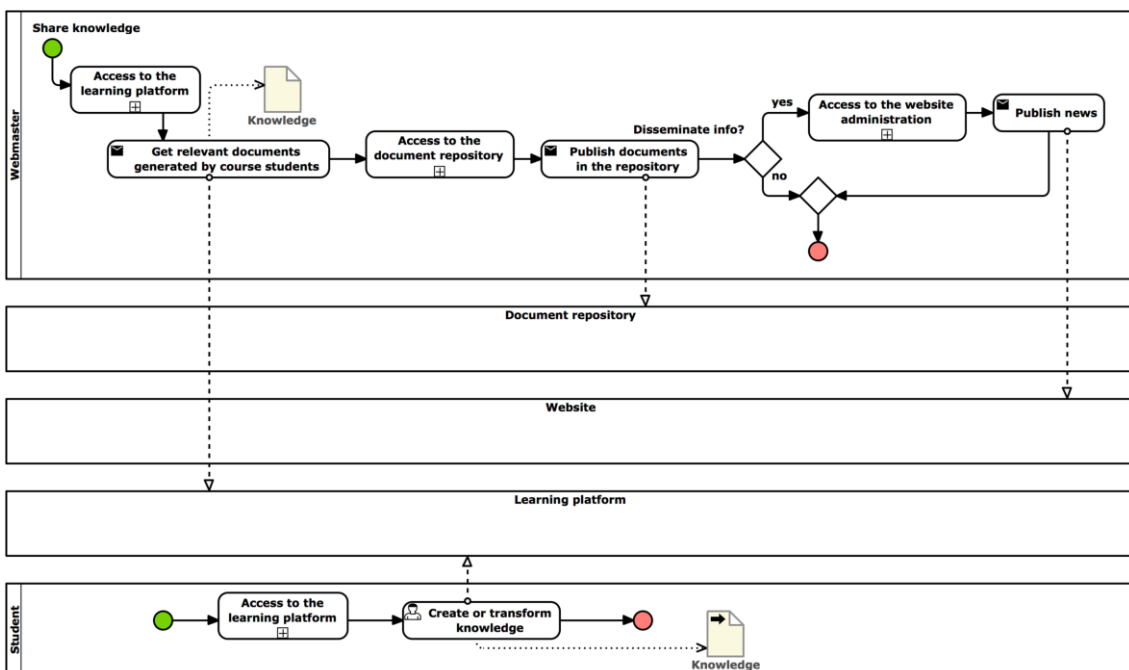 Share knowledge
Webmaster
Access to the
learning platform
Knowledge
Get relevant documents
generated by course students
Access to the
document repository
Publish documents
in the repository
Disseminate info?
yes
no
Access to the website
administration
Publish news
Document repository
Website
Learning platform
Student
Access to the
learning platform
Create or transform
knowledge
Knowledge